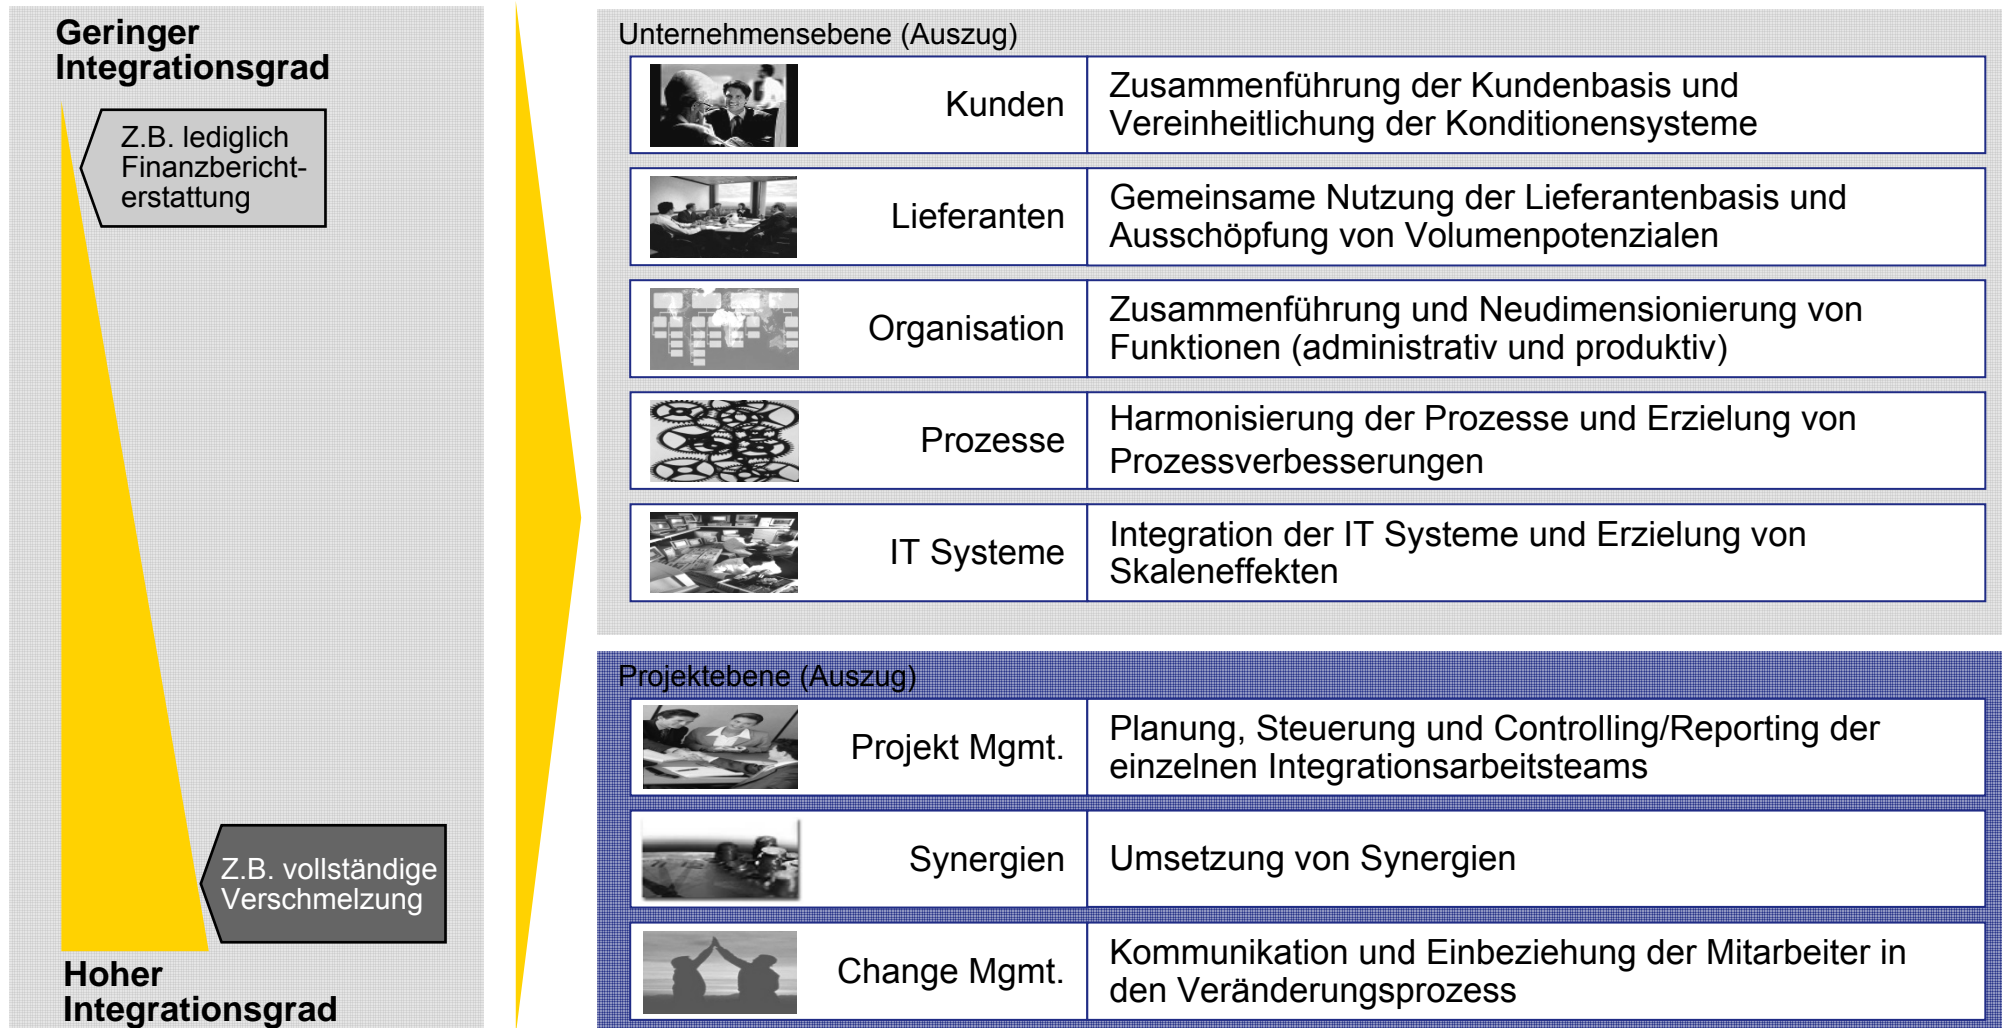 Geringer
Integrationsgrad
Z.B. lediglich
Finanzbericht-
erstattung
Z.B. vollständige
Verschmelzung
Hoher
Integrationsgrad
Unternehmensebene (Auszug)
Kunden
Zusammenführung der Kundenbasis und
Vereinheitlichung der Konditionensysteme
Lieferanten
Gemeinsame Nutzung der Lieferantenbasis und
Ausschöpfung von Volumenpotenzialen
Organisation
Zusammenführung und Neudimensionierung von
Funktionen (administrativ und produktiv)
Prozesse
Harmonisierung der Prozesse und Erzielung von
Prozessverbesserungen
IT Systeme
Integration der IT Systeme und Erzielung von
Skaleneffekten
Projektebene (Auszug)
Projekt Mgmt.
Planung, Steuerung und Controlling/Reporting der
einzelnen Integrationsarbeitsteams
Synergien
Umsetzung von Synergien
Change Mgmt.
Kommunikation und Einbeziehung der Mitarbeiter in
den Veränderungsprozess